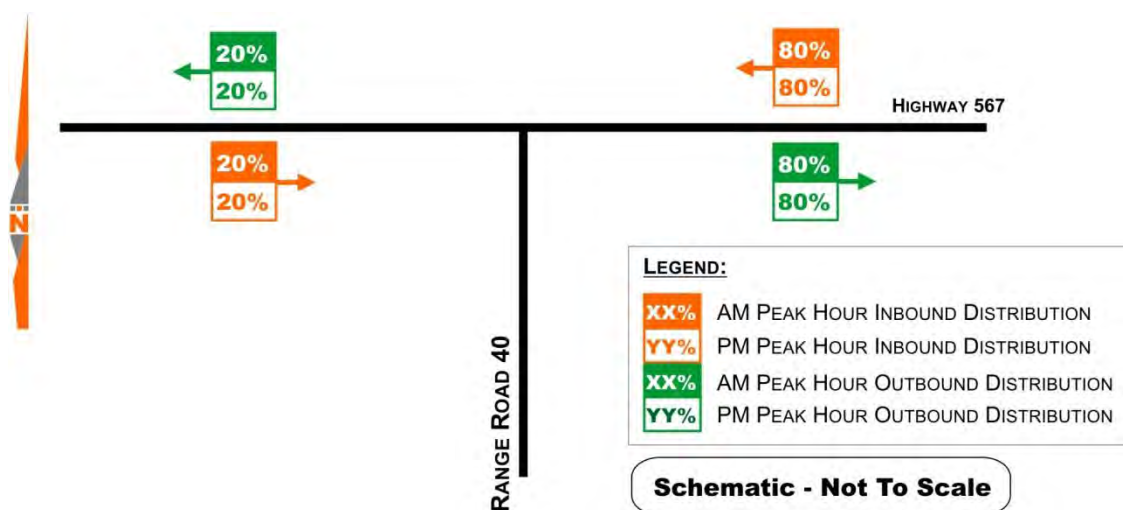 20%
20%
80%
80%
HIGHWAY 567
20%
20%
80%
80%
N
RANGE ROAD 40
LEGEND:
XX% AM PEAK HOUR INBOUND DISTRIBUTION
YY% PM PEAK HOUR INBOUND DISTRIBUTION
XX% AM PEAK HOUR OUTBOUND DISTRIBUTION
YY% PM PEAK HOUR OUTBOUND DISTRIBUTION
Schematic - Not To Scale